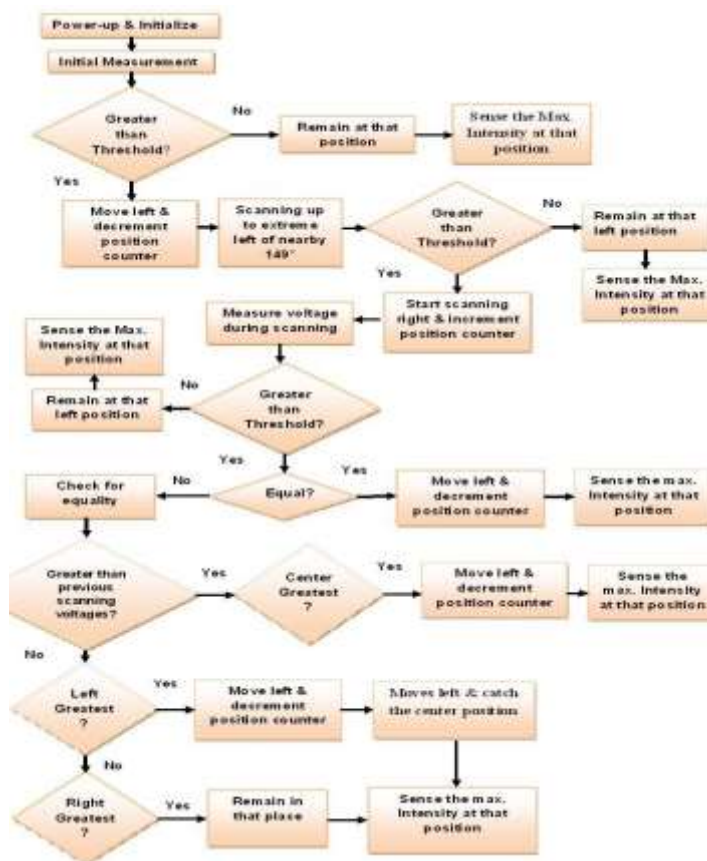 Power-up & Initialize
Initial Measurement
Greater
than
Threshold?
No
Remain at that
position
Sense the Max.
Intensity at that
position
Yes
Move left &
decrement
position counter
Scanning up
to extreme
left of nearby
149°
Greater
than
Threshold?
No
Remain at that
left position
Sense the Max.
Intensity at that
position
Yes
Start scanning
right & increment
position counter
Measure voltage
during scanning
Sense the Max.
Intensity at that
position
Remain at that
left position
No
Greater
than
Threshold?
Yes
Equal?
Yes
Move left &
decrement
position counter
Sense the max.
Intensity at that
position
No
Check for
equality
Greater than
previous
scanning
voltages?
Yes
Center
Greatest
?
Yes
Move left &
decrement
position counter
Sense the
max. Intensity
at that position
No
Left
Greatest
?
Yes
Move left &
decrement
position counter
Moves left & catch
the center position
No
Right
Greatest
?
Yes
Remain in
that place
Sense the max.
Intensity at that
position